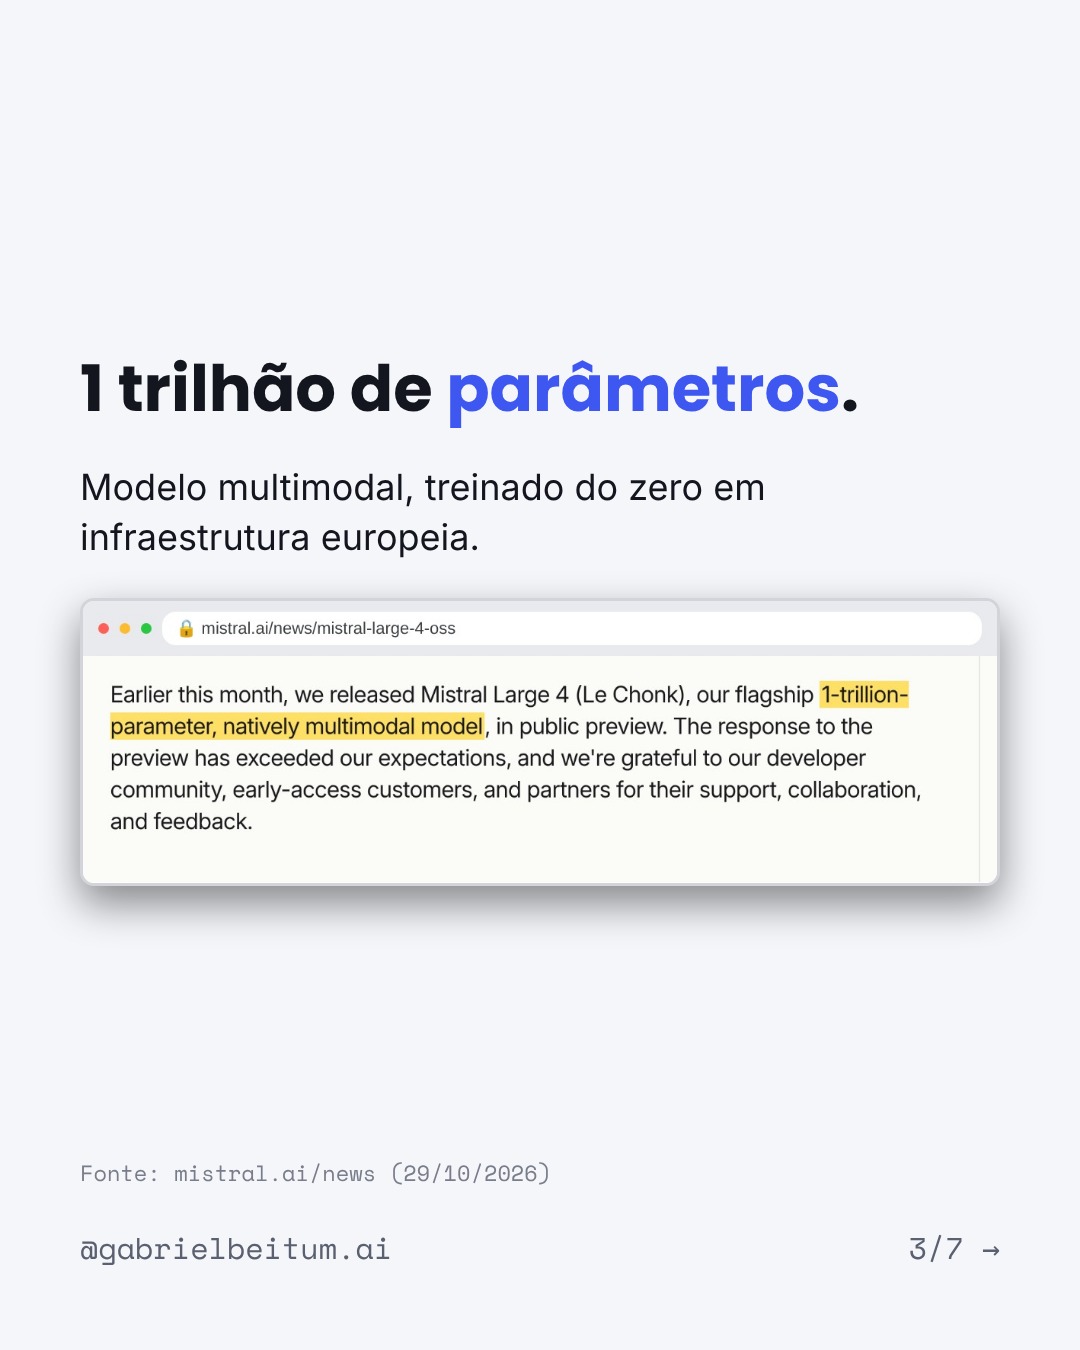 1 trilhão de parâmetros.
Modelo multimodal, treinado do zero em
infraestrutura europeia.
mistral.ai/news/mistral-large-4-oss
Earlier this month, we released Mistral Large 4 (Le Chonk), our flagship 1-trillion-
parameter, natively multimodal model, in public preview. The response to the
preview has exceeded our expectations, and we're grateful to our developer
community, early-access customers, and partners for their support, collaboration,
and feedback.
Fonte: mistral.ai/news (29/10/2026)
@gabrielbeitum.ai
3/7 →